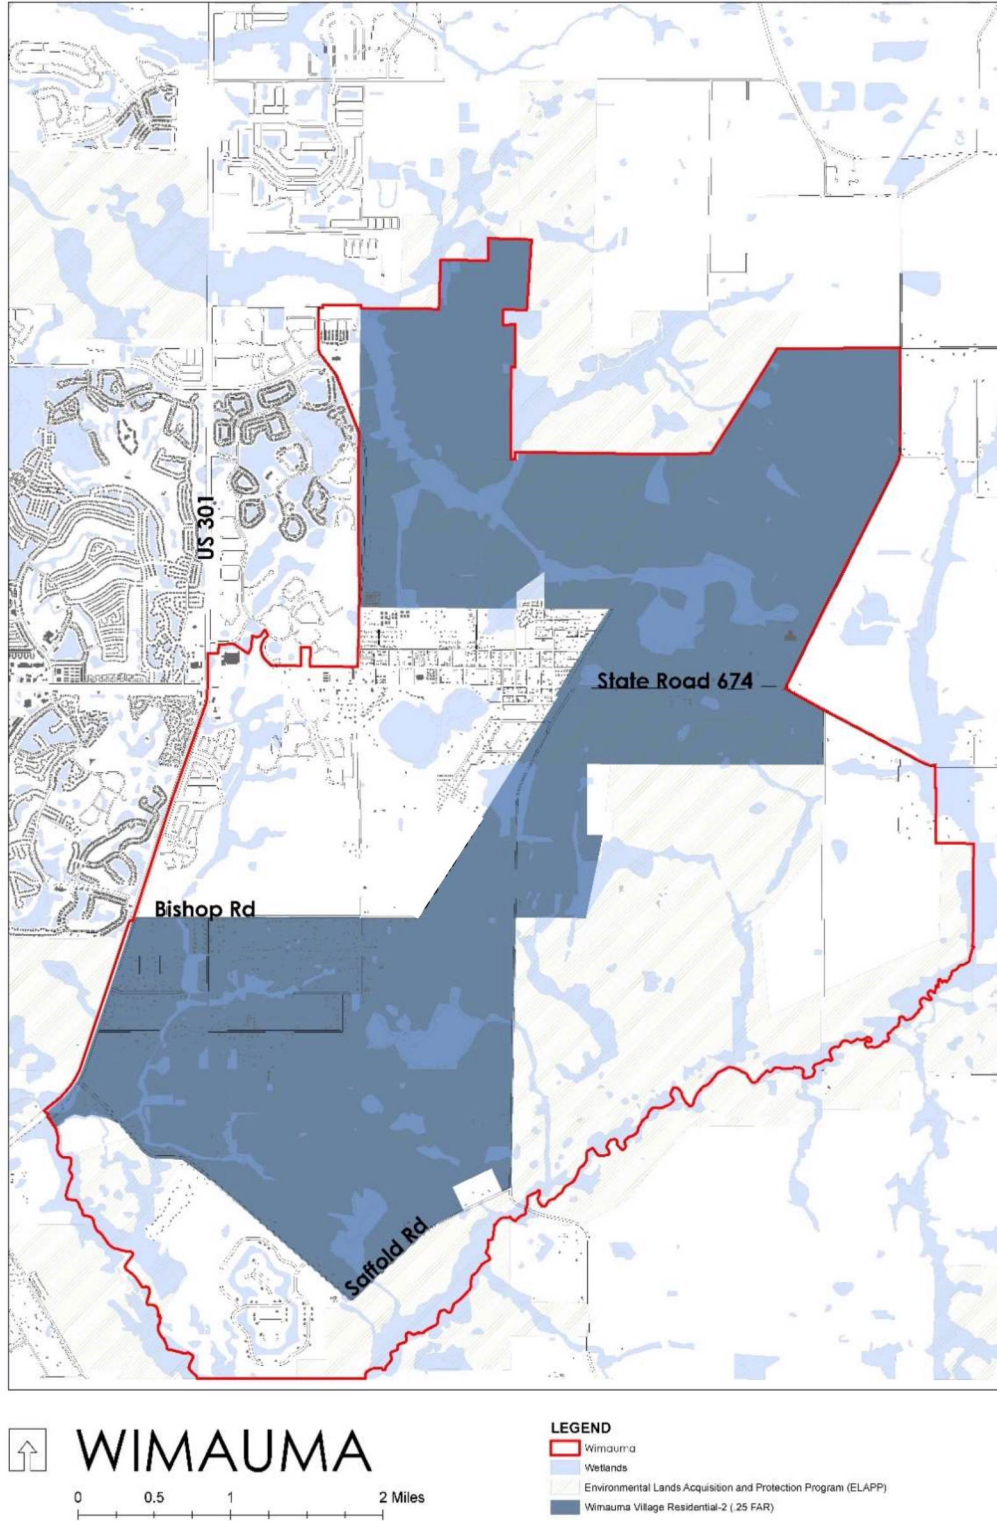 US 301
State Road 674
Bishop Rd
Saffold Rd
WIMAUMA
0 0.5 1 2 Miles
LEGEND
Wimauma
Wetlands
Environmental Lands Acquisition and Protection Program (ELAPP)
Wimauma Village Residential-2 (.25 FAR)